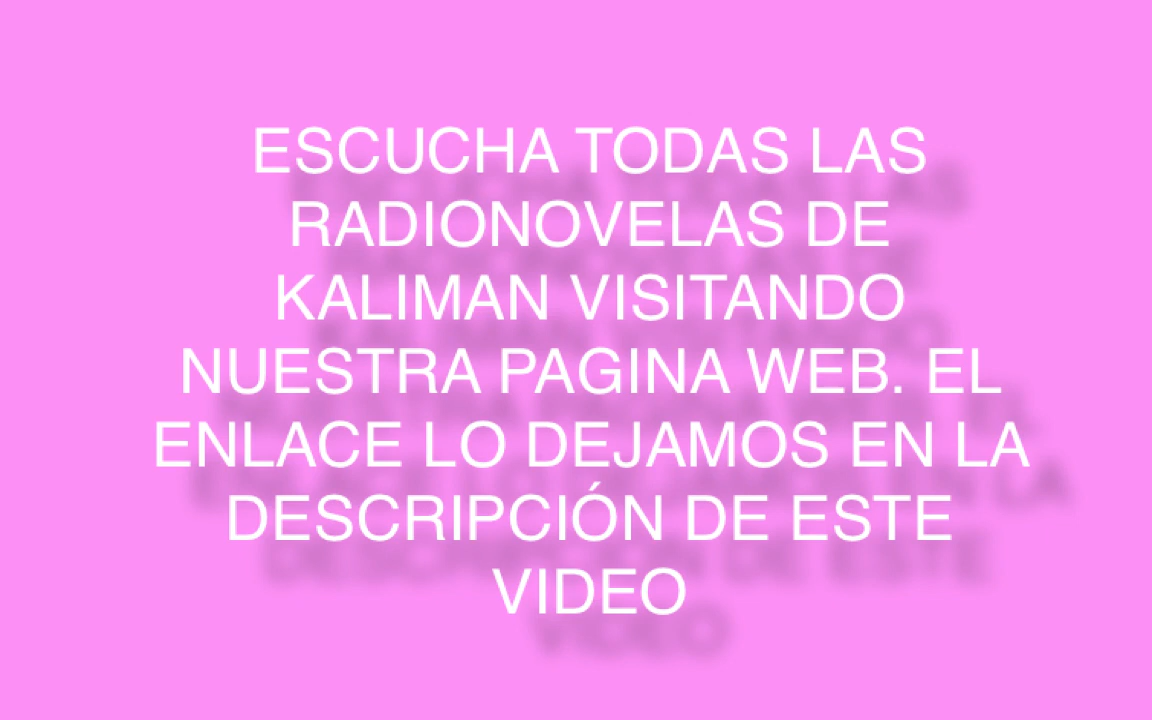 ESCUCHA TODAS LAS
RADIONOVELAS DE
KALIMAN VISITANDO
NUESTRA PAGINA WEB. EL
ENLACE LO DEJAMOS EN LA
DESCRIPCIÓN DE ESTE
VIDEO